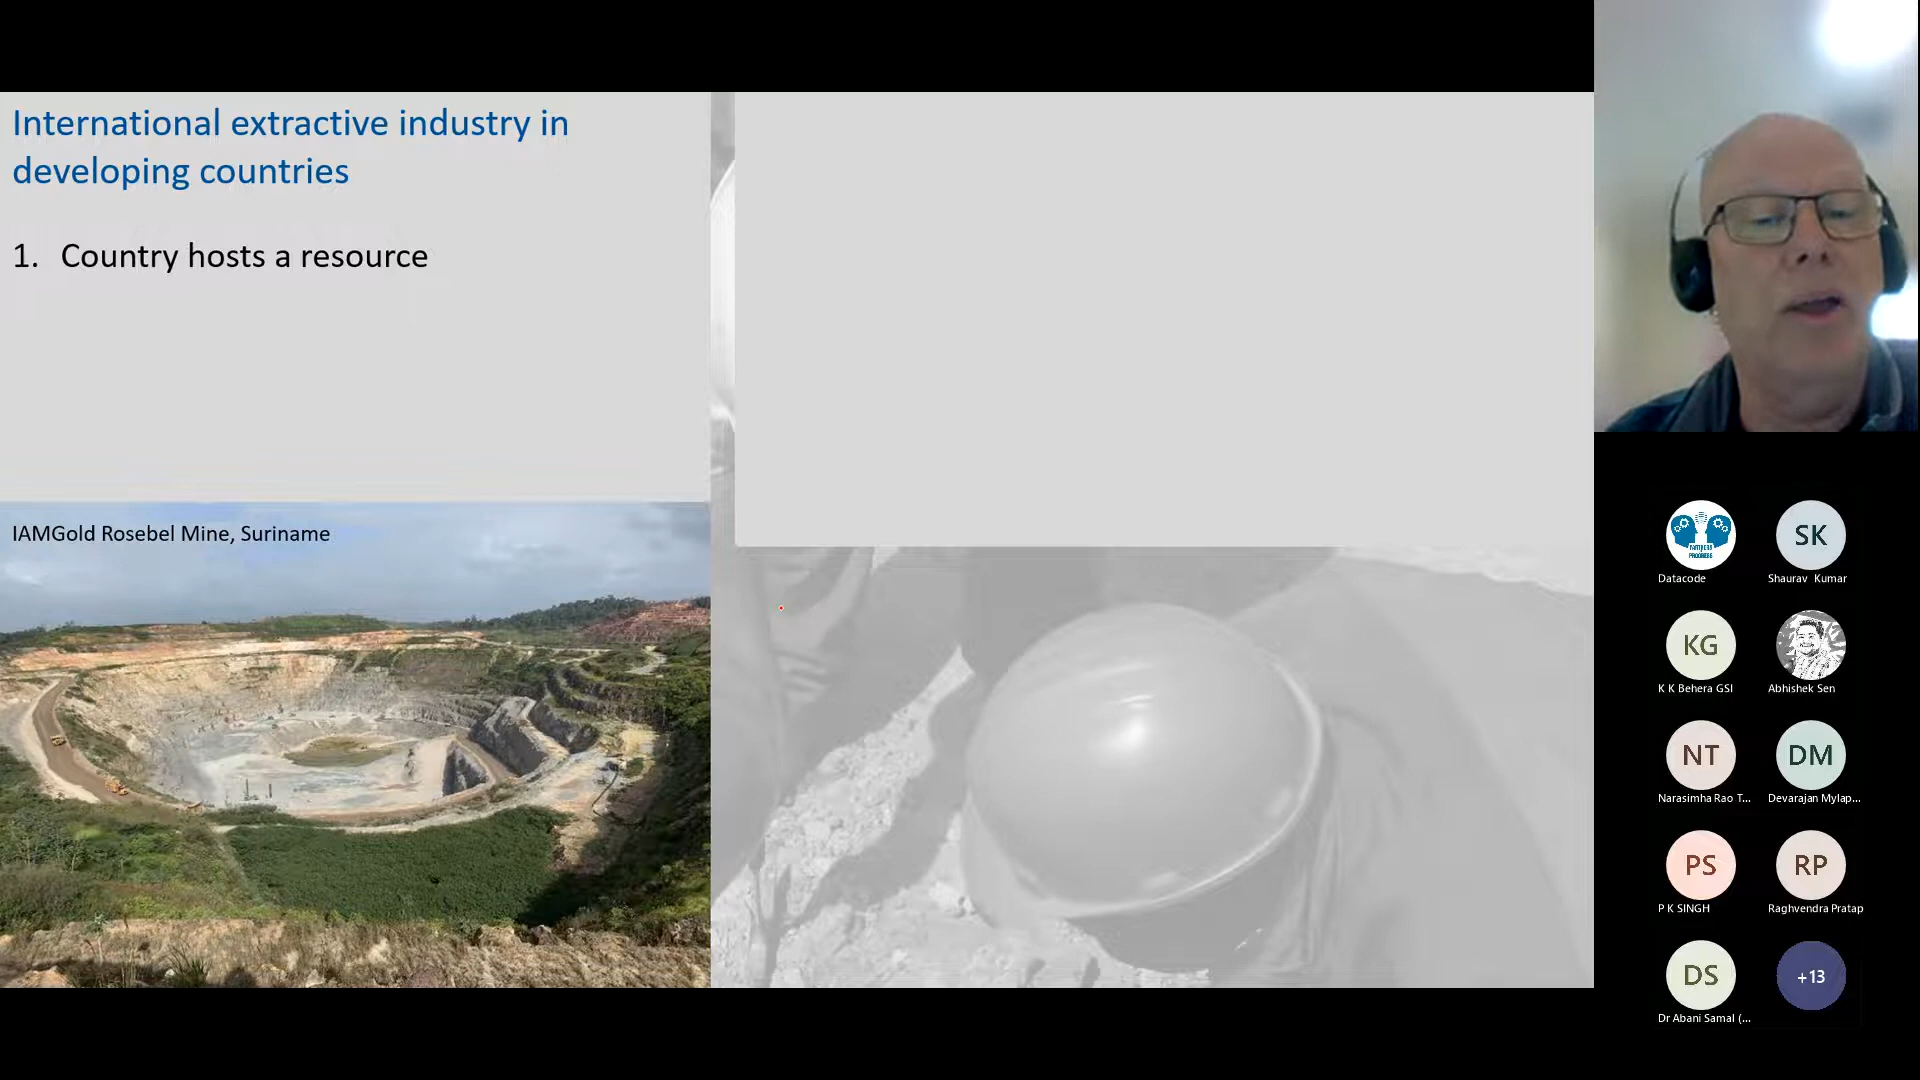 International extractive industry in
developing countries
1. Country hosts a resource
IAMGold Rosebel Mine, Suriname
Datacode
SK
Shaurav Kumar
KG
K K Behera GSI
Abhishek Sen
NT
Narasimha Rao T...
DM
Devarajan Mylap...
PS
P K SINGH
RP
Raghvendra Pratap
DS
Dr Abani Samal (...
+13